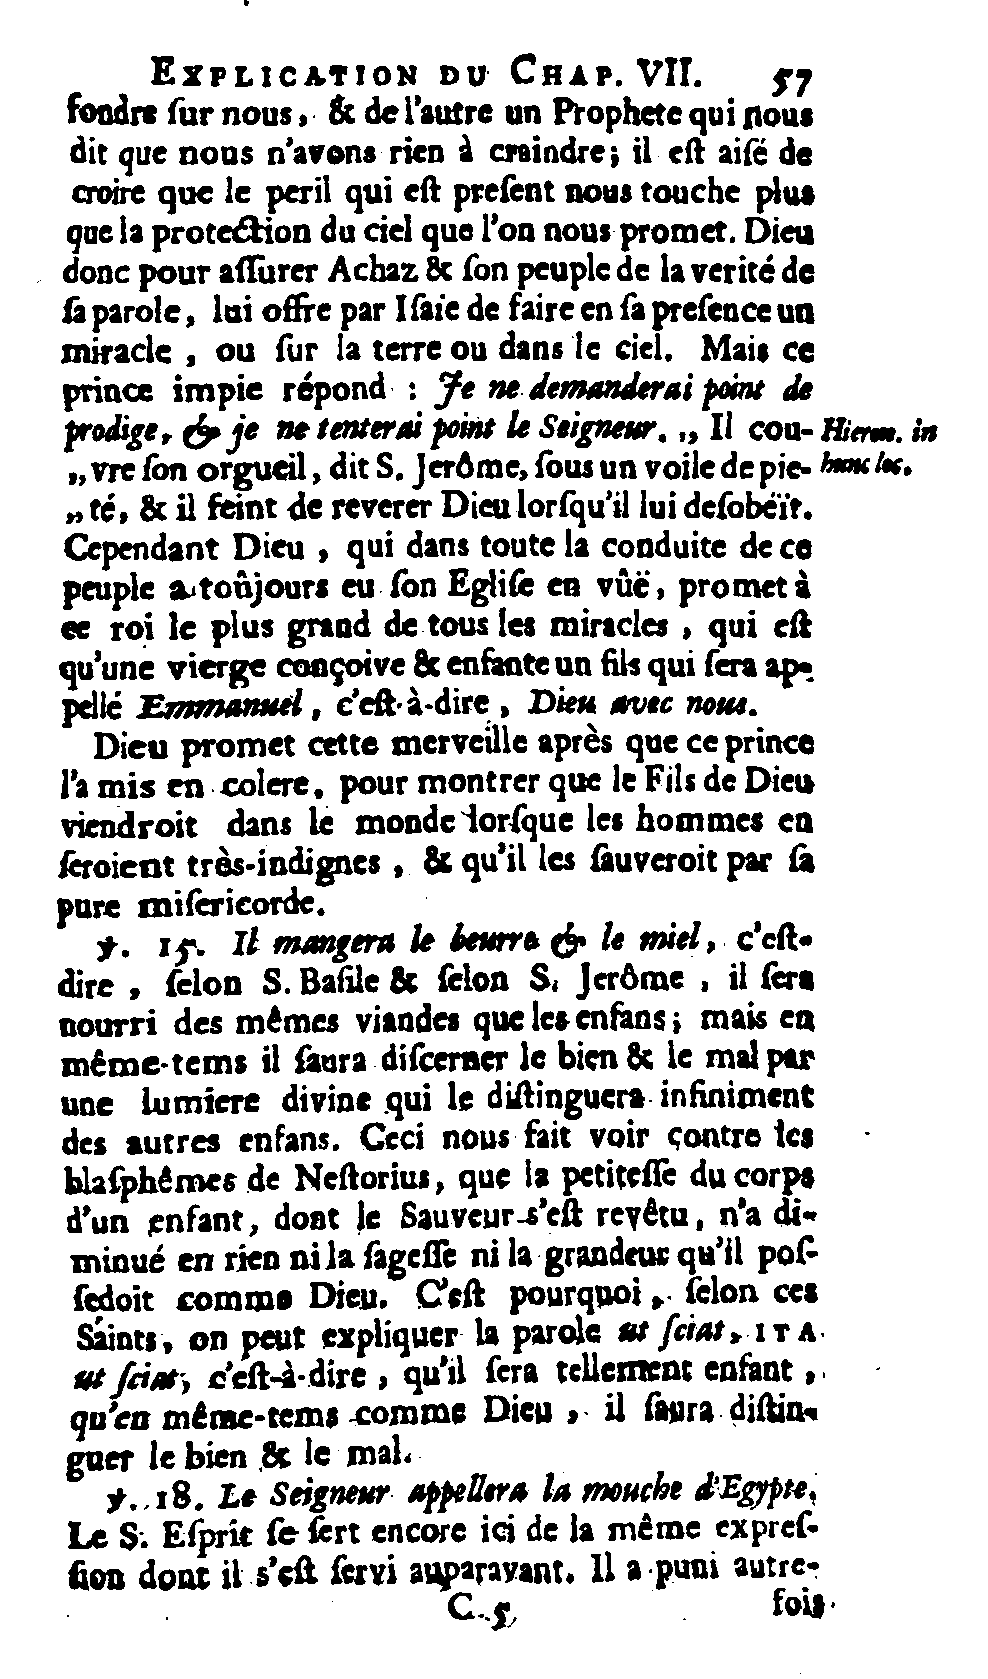 EXPLICATION DU CHAP. VII. 57
fondre ſur nous, & de l'autre un Prophete qui nous
dit que nous n'avons rien à craindre; il eſt aiſé de
croire que le peril qui eſt preſent nous touche plus
que la protection du ciel que l'on nous promet. Dieu
donc pour aſſurer Achaz & ſon peuple de la verité de
ſa parole, lui offre par Iſaïe de faire en ſa preſence un
miracle, ou ſur la terre ou dans le ciel. Mais ce
prince impie répond : Je ne demanderai point de
prodige, & je ne tenterai point le Seigneur. „ Il cou- Hieron. in
„ vre ſon orgueil, dit S. Jerôme, ſous un voile de pie- hunc loc.
„ té, & il feint de reverer Dieu lorſqu'il lui deſobéït.
Cependant Dieu, qui dans toute la conduite de ce
peuple a toûjours eu ſon Egliſe en vûë, promet à
ce roi le plus grand de tous les miracles, qui eſt
qu'une vierge conçoive & enfante un fils qui ſera ap-
pellé Emmanuel, c'eſt-à-dire, Dieu avec nous.
Dieu promet cette merveille après que ce prince
l'a mis en colere, pour montrer que le Fils de Dieu
viendroit dans le monde lorſque les hommes en
ſeroient très-indignes, & qu'il les ſauveroit par ſa
pure miſericorde.
℣. 15. Il mangera le beurre & le miel, c'eſt-
dire, ſelon S. Baſile & ſelon S. Jerôme, il ſera
nourri des mêmes viandes que les enfans; mais en
même-tems il ſaura diſcerner le bien & le mal par
une lumiere divine qui le diſtinguera infiniment
des autres enfans. Ceci nous fait voir contre les
blaſphêmes de Neſtorius, que la petiteſſe du corps
d'un enfant, dont le Sauveur s'eſt revêtu, n'a di-
minué en rien ni la ſageſſe ni la grandeur qu'il poſ-
ſedoit comme Dieu. C'eſt pourquoi, ſelon ces
Saints, on peut expliquer la parole ut ſciat, ITA
ut ſciat, c'eſt-à-dire, qu'il ſera tellement enfant,
qu'en même-tems comme Dieu, il ſaura diſtin-
guer le bien & le mal.
℣. 18. Le Seigneur appellera la mouche d'Egypte.
Le S. Eſprit ſe ſert encore ici de la même expreſ-
ſion dont il s'eſt ſervi auparavant. Il a puni autre-
C 5 fois